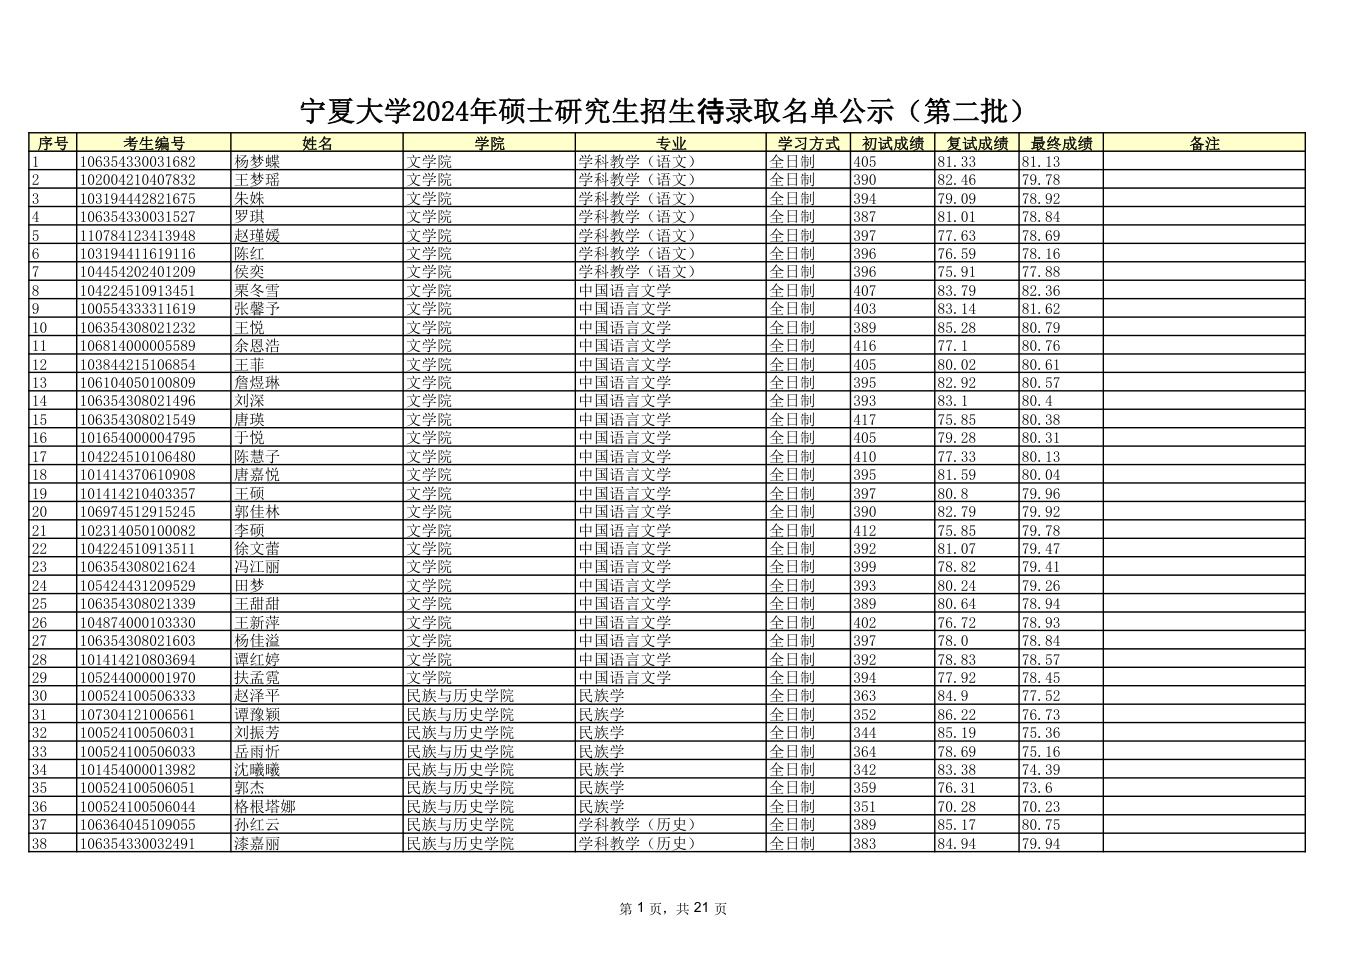 宁夏大学2024年硕士研究生招生待录取名单公示（第二批）
序号 考生编号 姓名 学院 专业 学习方式 初试成绩 复试成绩 最终成绩 备注
1 106354330031682 杨梦蝶 文学院 学科教学（语文） 全日制 405 81.33 81.13
2 102004210407832 王梦瑶 文学院 学科教学（语文） 全日制 390 82.46 79.78
3 103194442821675 朱姝 文学院 学科教学（语文） 全日制 394 79.09 78.92
4 106354330031527 罗琪 文学院 学科教学（语文） 全日制 387 81.01 78.84
5 110784123413948 赵瑾媛 文学院 学科教学（语文） 全日制 397 77.63 78.69
6 103194411619116 陈红 文学院 学科教学（语文） 全日制 396 76.59 78.16
7 104454202401209 侯奕 文学院 学科教学（语文） 全日制 396 75.91 77.88
8 104224510913451 栗冬雪 文学院 中国语言文学 全日制 407 83.79 82.36
9 100554333311619 张馨予 文学院 中国语言文学 全日制 403 83.14 81.62
10 106354308021232 王悦 文学院 中国语言文学 全日制 389 85.28 80.79
11 106814000005589 余恩浩 文学院 中国语言文学 全日制 416 77.1 80.76
12 103844215106854 王菲 文学院 中国语言文学 全日制 405 80.02 80.61
13 106104050100809 詹煜琳 文学院 中国语言文学 全日制 395 82.92 80.57
14 106354308021496 刘深 文学院 中国语言文学 全日制 393 83.1 80.4
15 106354308021549 唐瑛 文学院 中国语言文学 全日制 417 75.85 80.38
16 101654000004795 于悦 文学院 中国语言文学 全日制 405 79.28 80.31
17 104224510106480 陈慧子 文学院 中国语言文学 全日制 410 77.33 80.13
18 101414370610908 唐嘉悦 文学院 中国语言文学 全日制 395 81.59 80.04
19 101414210403357 王硕 文学院 中国语言文学 全日制 397 80.8 79.96
20 106974512915245 郭佳林 文学院 中国语言文学 全日制 390 82.79 79.92
21 102314050100082 李硕 文学院 中国语言文学 全日制 412 75.85 79.78
22 104224510913511 徐文蕾 文学院 中国语言文学 全日制 392 81.07 79.47
23 106354308021624 冯江丽 文学院 中国语言文学 全日制 399 78.82 79.41
24 105424431209529 田梦 文学院 中国语言文学 全日制 393 80.24 79.26
25 106354308021339 王甜甜 文学院 中国语言文学 全日制 389 80.64 78.94
26 104874000103330 王新萍 文学院 中国语言文学 全日制 402 76.72 78.93
27 106354308021603 杨佳溢 文学院 中国语言文学 全日制 397 78.0 78.84
28 101414210803694 谭红婷 文学院 中国语言文学 全日制 392 78.83 78.57
29 105244000001970 扶孟霓 文学院 中国语言文学 全日制 394 77.92 78.45
30 100524100506333 赵泽平 民族与历史学院 民族学 全日制 363 84.9 77.52
31 107304121006561 谭豫颖 民族与历史学院 民族学 全日制 352 86.22 76.73
32 100524100506031 刘振芳 民族与历史学院 民族学 全日制 344 85.19 75.36
33 100524100506033 岳雨忻 民族与历史学院 民族学 全日制 364 78.69 75.16
34 101454000013982 沈曦曦 民族与历史学院 民族学 全日制 342 83.38 74.39
35 100524100506051 郭杰 民族与历史学院 民族学 全日制 359 76.31 73.6
36 100524100506044 格根塔娜 民族与历史学院 民族学 全日制 351 70.28 70.23
37 106364045109055 孙红云 民族与历史学院 学科教学（历史） 全日制 389 85.17 80.75
38 106354330032491 漆嘉丽 民族与历史学院 学科教学（历史） 全日制 383 84.94 79.94
第 1 页，共 21 页